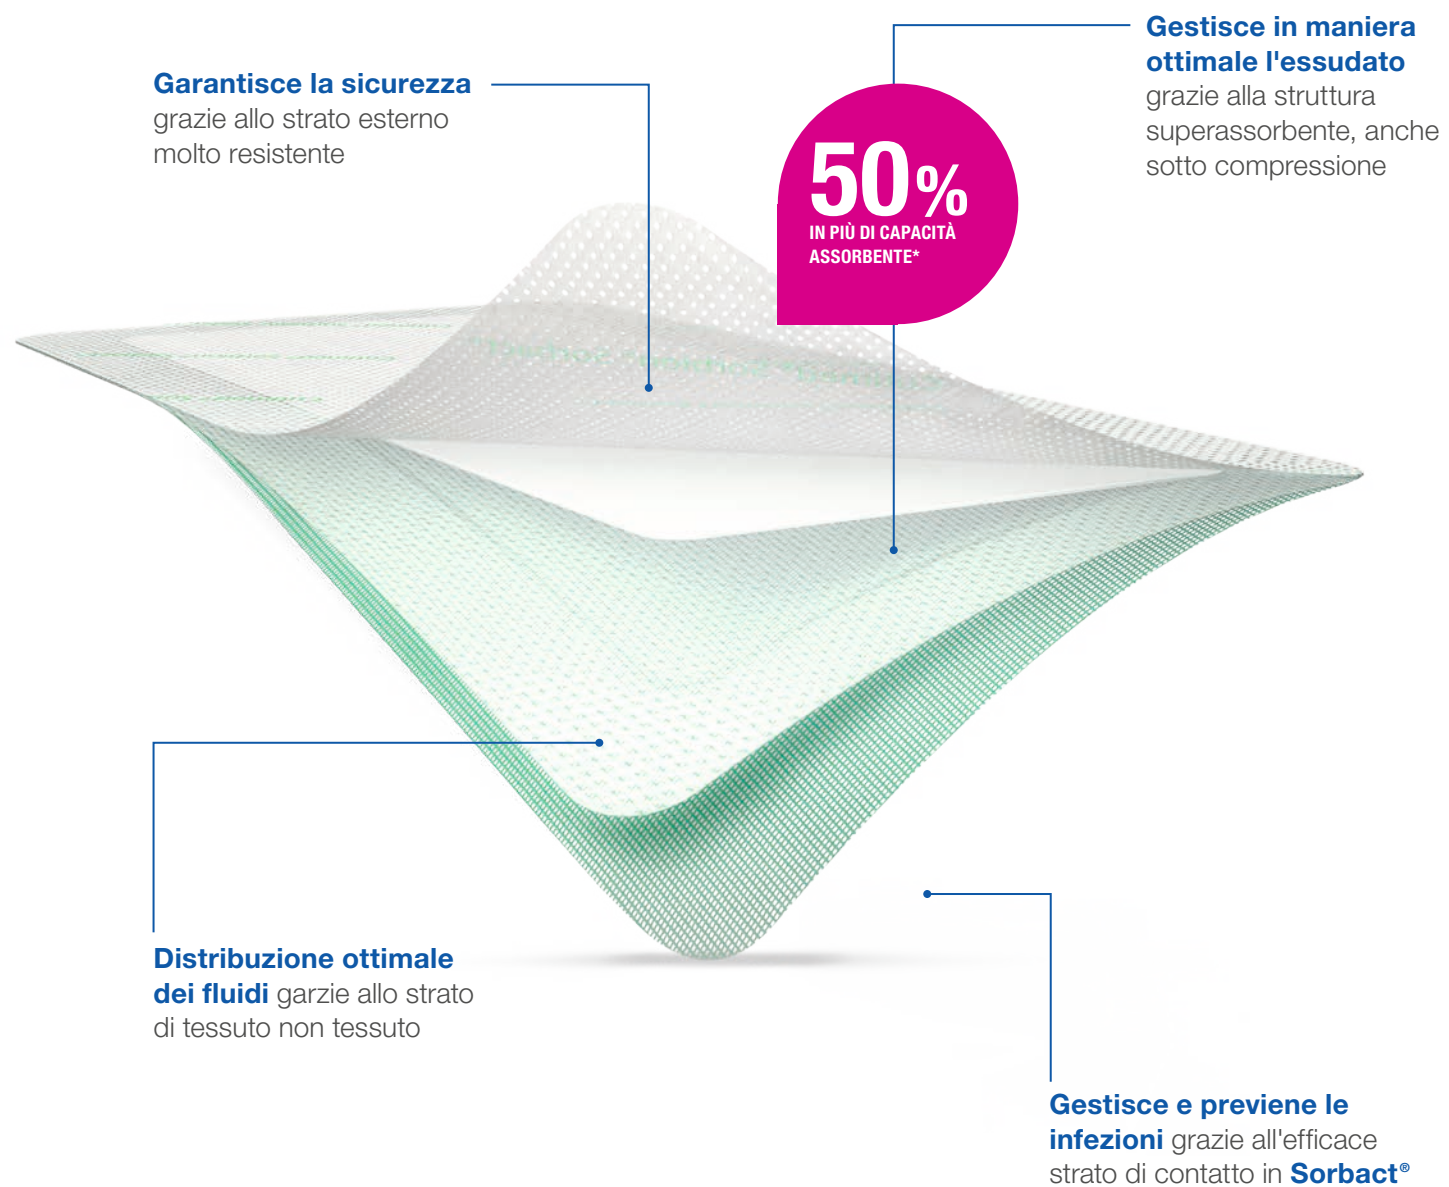 Gestisce in maniera
ottimale l'essudato
grazie alla struttura
superassorbente, anche
sotto compressione
Garantisce la sicurezza
grazie allo strato esterno
molto resistente
50%
IN PIÙ DI CAPACITÀ
ASSORBENTE*
Distribuzione ottimale
dei fluidi garzie allo strato
di tessuto non tessuto
Gestisce e previene le
infezioni grazie all'efficace
strato di contatto in Sorbact®